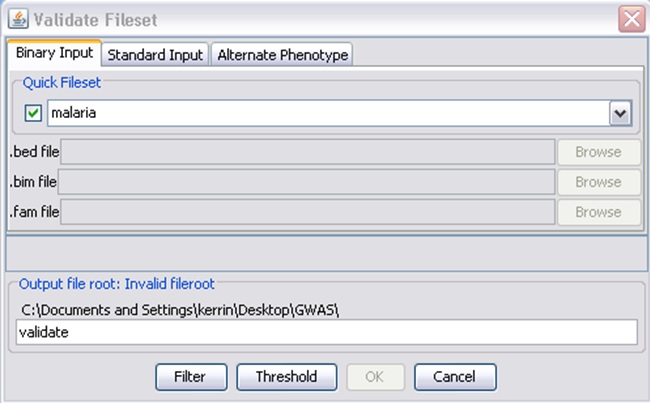 Validate Fileset
Binary Input Standard Input Alternate Phenotype
Quick Fileset
malaria
.bed file Browse
.bim file Browse
.fam file Browse
Output file root: Invalid fileroot
C:\Documents and Settings\kerrin\Desktop\GWAS\
validate
Filter Threshold OK Cancel